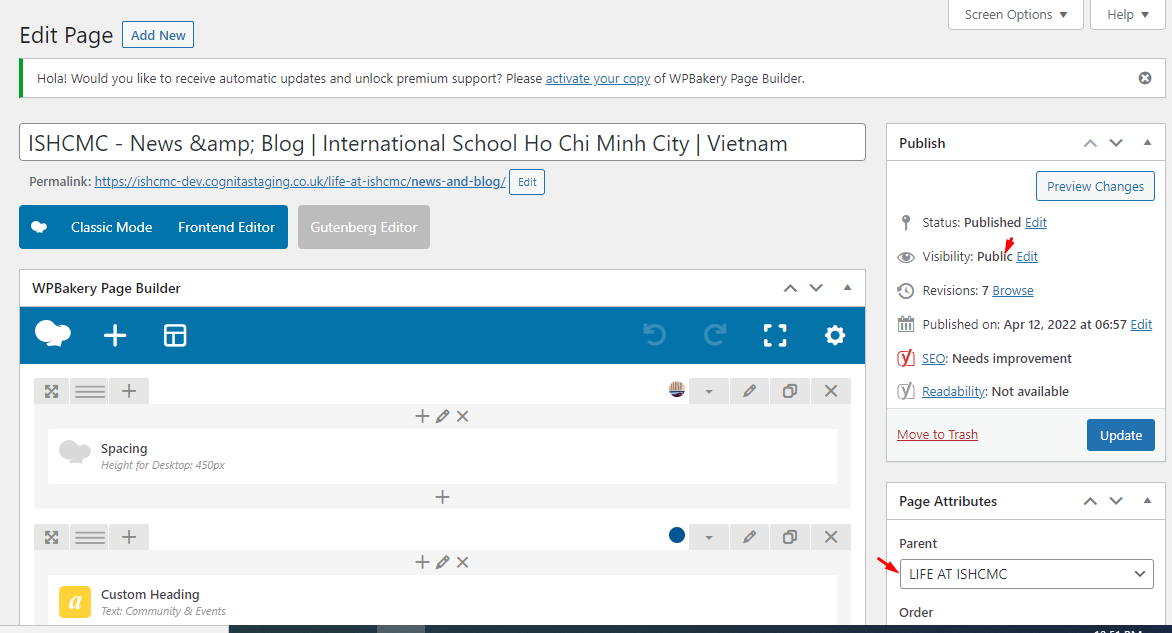 Screen Options ▼
Help ▼
Edit Page
Add New
Hola! Would you like to receive automatic updates and unlock premium support? Please activate your copy of WPBakery Page Builder.
ISHCMC - News &amp; Blog | International School Ho Chi Minh City | Vietnam
Permalink: https://ishcmc-dev.cognitastaging.co.uk/life-at-ishcmc/news-and-blog/ Edit
Classic Mode
Frontend Editor
Gutenberg Editor
WPBakery Page Builder
Spacing
Height for Desktop: 450px
Custom Heading
a
Text: Community & Events
Publish
Preview Changes
Status: Published Edit
Visibility: Public Edit
Revisions: 7 Browse
Published on: Apr 12, 2022 at 06:57 Edit
SEO: Needs improvement
Readability: Not available
Move to Trash
Update
Page Attributes
Parent
LIFE AT ISHCMC
Order